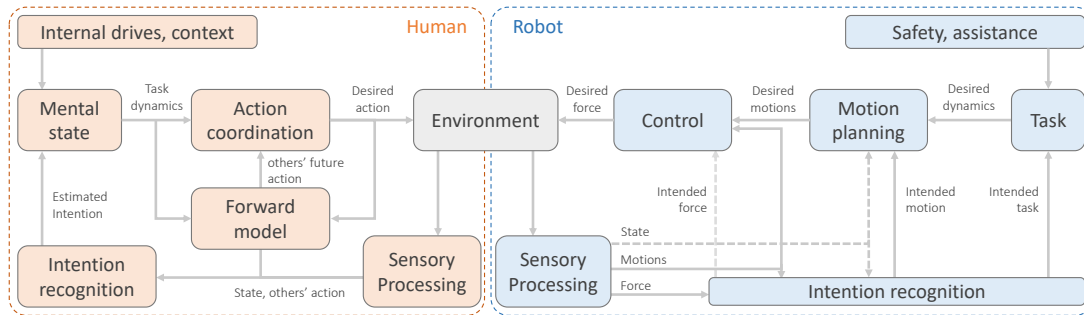 Internal drives, context
Human
Robot
Safety, assistance
Mental
state
Task
dynamics
Action
coordination
Desired
action
Environment
Desired
force
Control
Desired
motions
Motion
planning
Desired
dynamics
Task
others' future
action
Estimated
Intention
Forward
model
Intended
force
Intended
motion
Intended
task
State
Motions
Force
Intention
recognition
State, others' action
Sensory
Processing
Sensory
Processing
Intention recognition